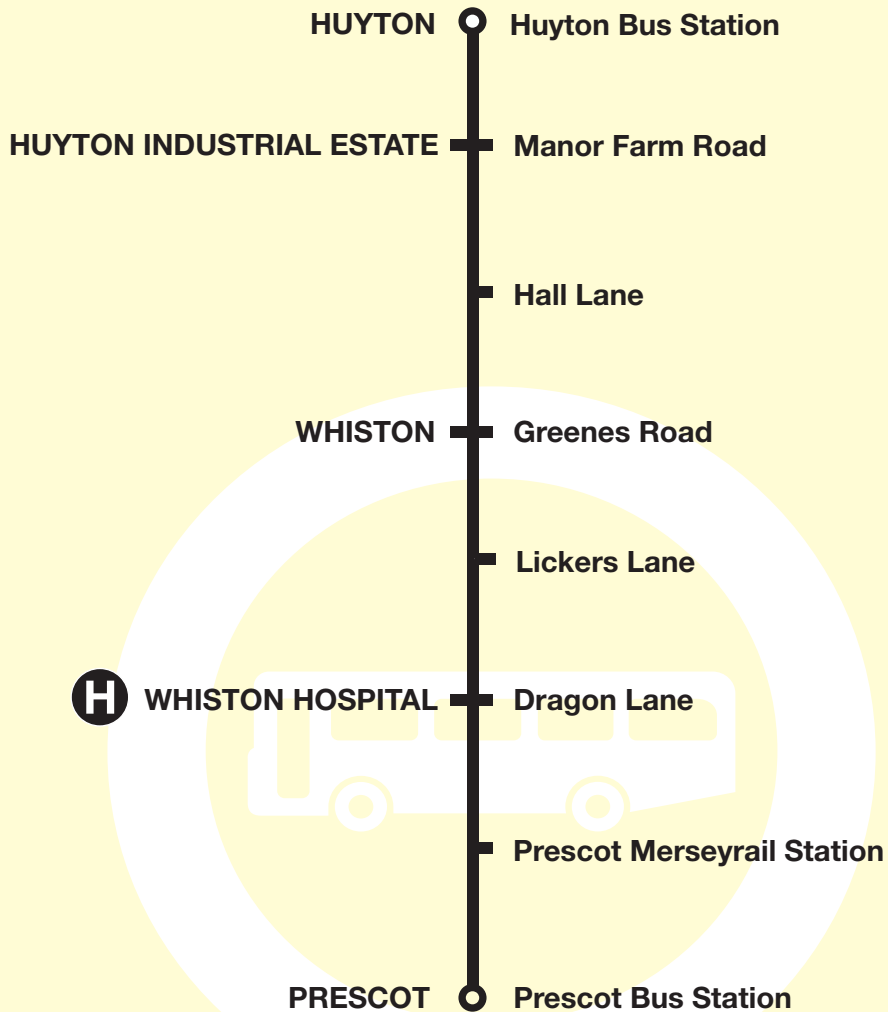 HUYTON Huyton Bus Station
HUYTON INDUSTRIAL ESTATE Manor Farm Road
Hall Lane
WHISTON Greenes Road
Lickers Lane
H WHISTON HOSPITAL Dragon Lane
Prescot Merseyrail Station
PRESCOT Prescot Bus Station